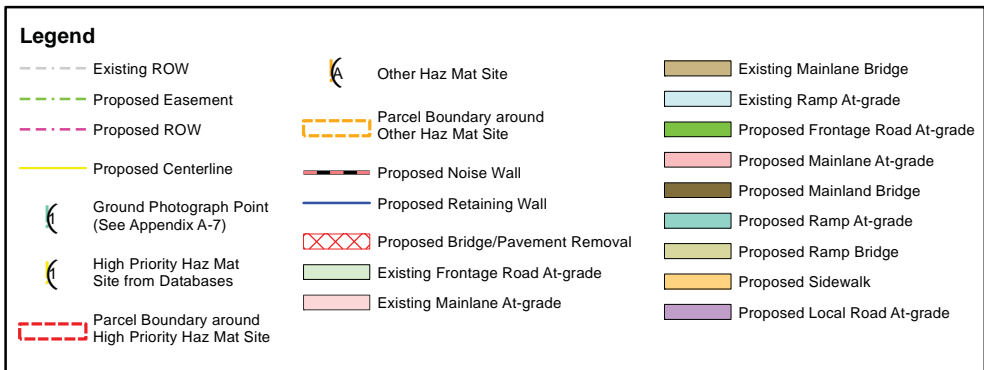 Legend
Existing ROW
Proposed Easement
Proposed ROW
Proposed Centerline
1
Ground Photograph Point
(See Appendix A-7)
1
High Priority Haz Mat
Site from Databases
Parcel Boundary around
High Priority Haz Mat Site
A
Other Haz Mat Site
Parcel Boundary around
Other Haz Mat Site
Proposed Noise Wall
Proposed Retaining Wall
Proposed Bridge/Pavement Removal
Existing Frontage Road At-grade
Existing Mainlane At-grade
Existing Mainlane Bridge
Existing Ramp At-grade
Proposed Frontage Road At-grade
Proposed Mainlane At-grade
Proposed Mainland Bridge
Proposed Ramp At-grade
Proposed Ramp Bridge
Proposed Sidewalk
Proposed Local Road At-grade